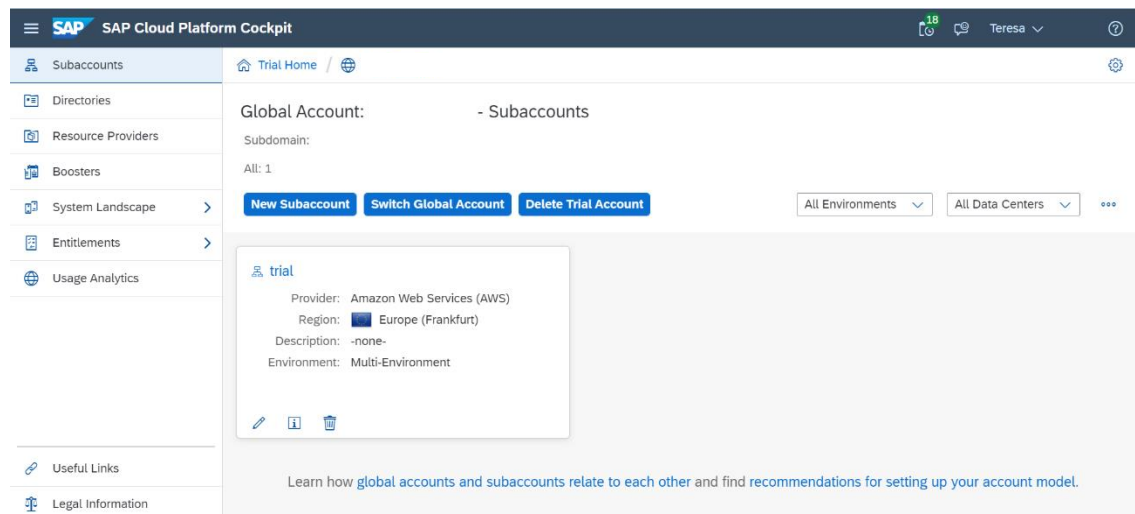 SAP SAP Cloud Platform Cockpit 18 Teresa
Subaccounts
Directories
Resource Providers
Boosters
System Landscape
Entitlements
Usage Analytics
Useful Links
Legal Information
Trial Home /
Global Account: - Subaccounts
Subdomain:
All: 1
New Subaccount Switch Global Account Delete Trial Account All Environments All Data Centers
trial
Provider: Amazon Web Services (AWS)
Region: Europe (Frankfurt)
Description: -none-
Environment: Multi-Environment
Learn how global accounts and subaccounts relate to each other and find recommendations for setting up your account model.